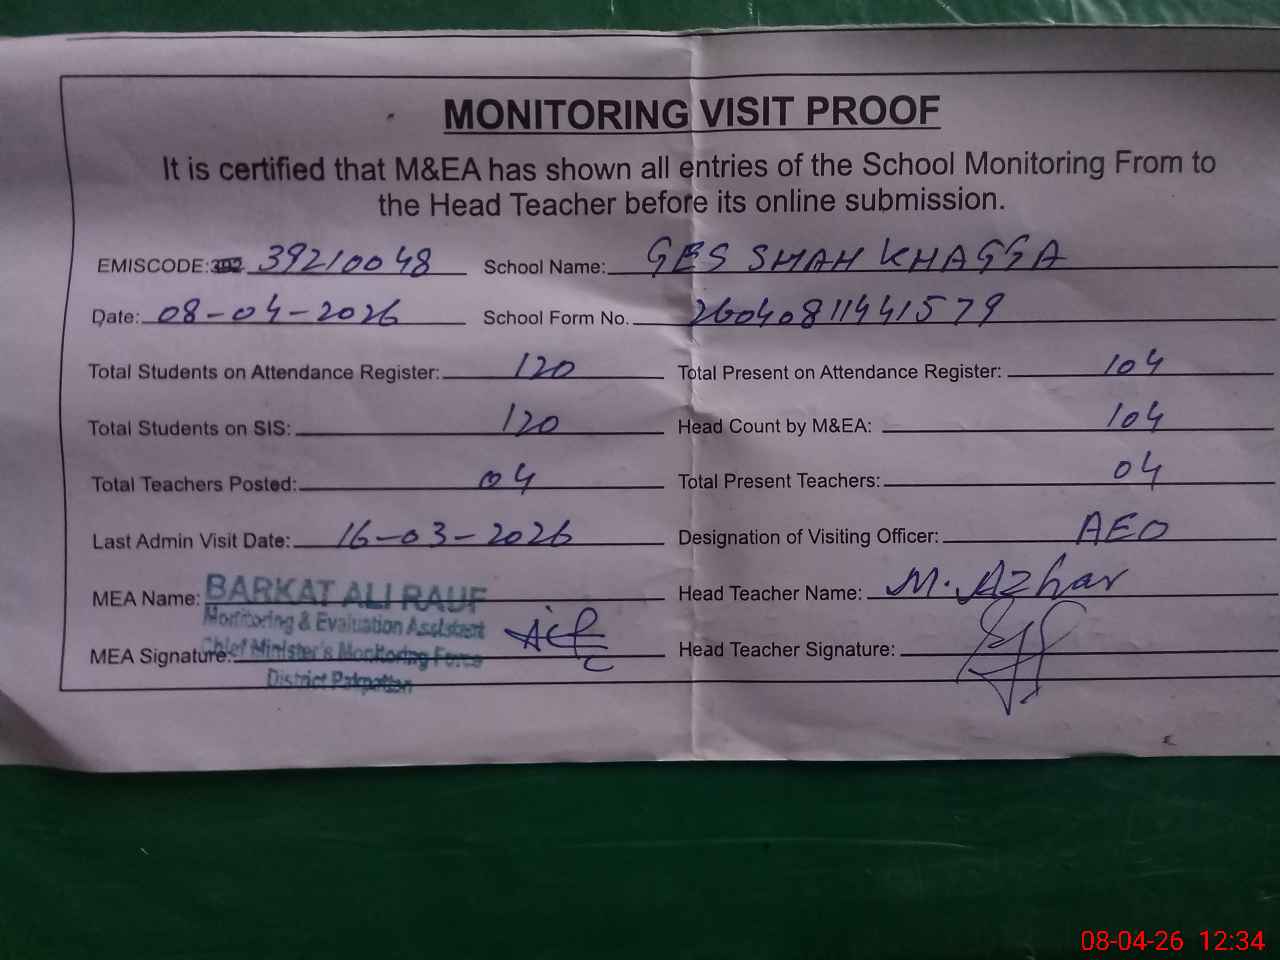 MONITORING VISIT PROOF
It is certified that M&EA has shown all entries of the School Monitoring From to
the Head Teacher before its online submission.
EMISCODE: 39210048 School Name: GES SHAH KHAGGA
Date: 08-04-2026 School Form No. 2604081141579
Total Students on Attendance Register: 120 Total Present on Attendance Register: 104
Total Students on SIS: 120 Head Count by M&EA: 104
Total Teachers Posted: 04 Total Present Teachers: 04
Last Admin Visit Date: 16-03-2026 Designation of Visiting Officer: AEO
MEA Name: BARKAT ALI RAUF Head Teacher Name: M. Azhar
Monitoring & Evaluation Assistant
MEA Signature: Chief Minister's Monitoring Force Head Teacher Signature:
District Pakpattan
08-04-26 12:34